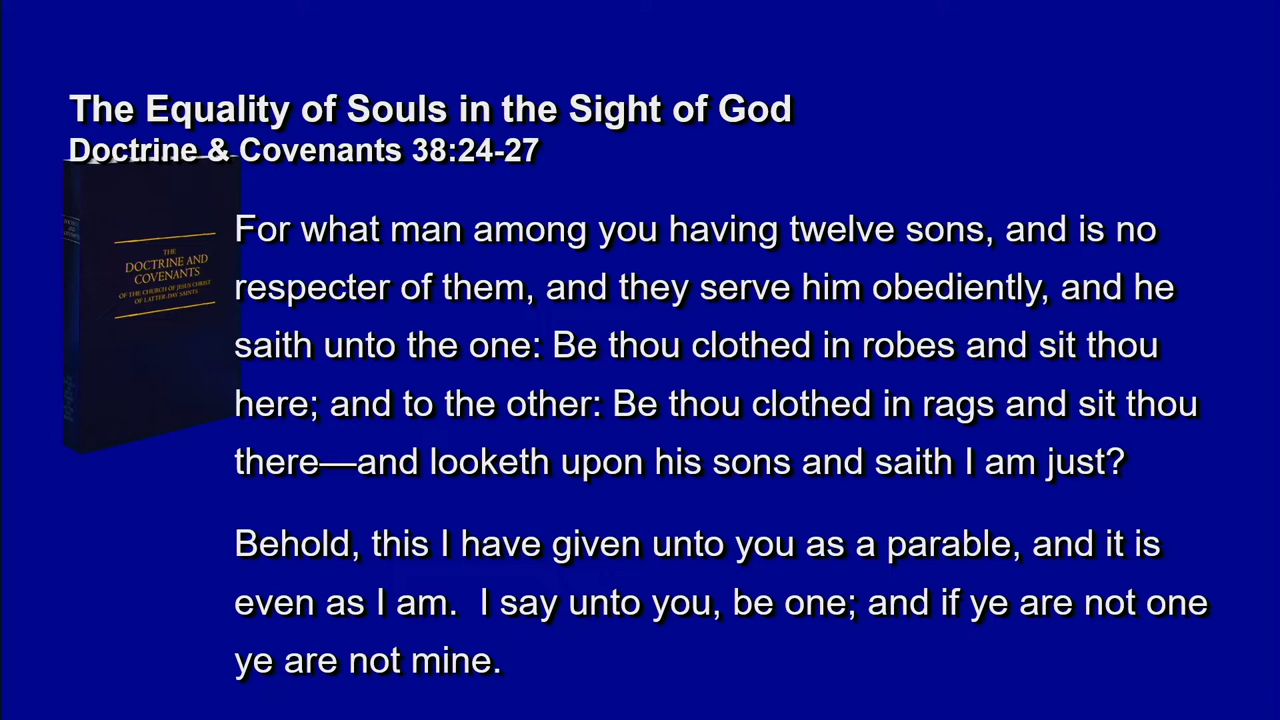 The Equality of Souls in the Sight of God
Doctrine & Covenants 38:24-27
THE
DOCTRINE AND
COVENANTS
OF THE CHURCH OF JESUS CHRIST
OF LATTER-DAY SAINTS
For what man among you having twelve sons, and is no
respecter of them, and they serve him obediently, and he
saith unto the one: Be thou clothed in robes and sit thou
here; and to the other: Be thou clothed in rags and sit thou
there—and looketh upon his sons and saith I am just?
Behold, this I have given unto you as a parable, and it is
even as I am.  I say unto you, be one; and if ye are not one
ye are not mine.